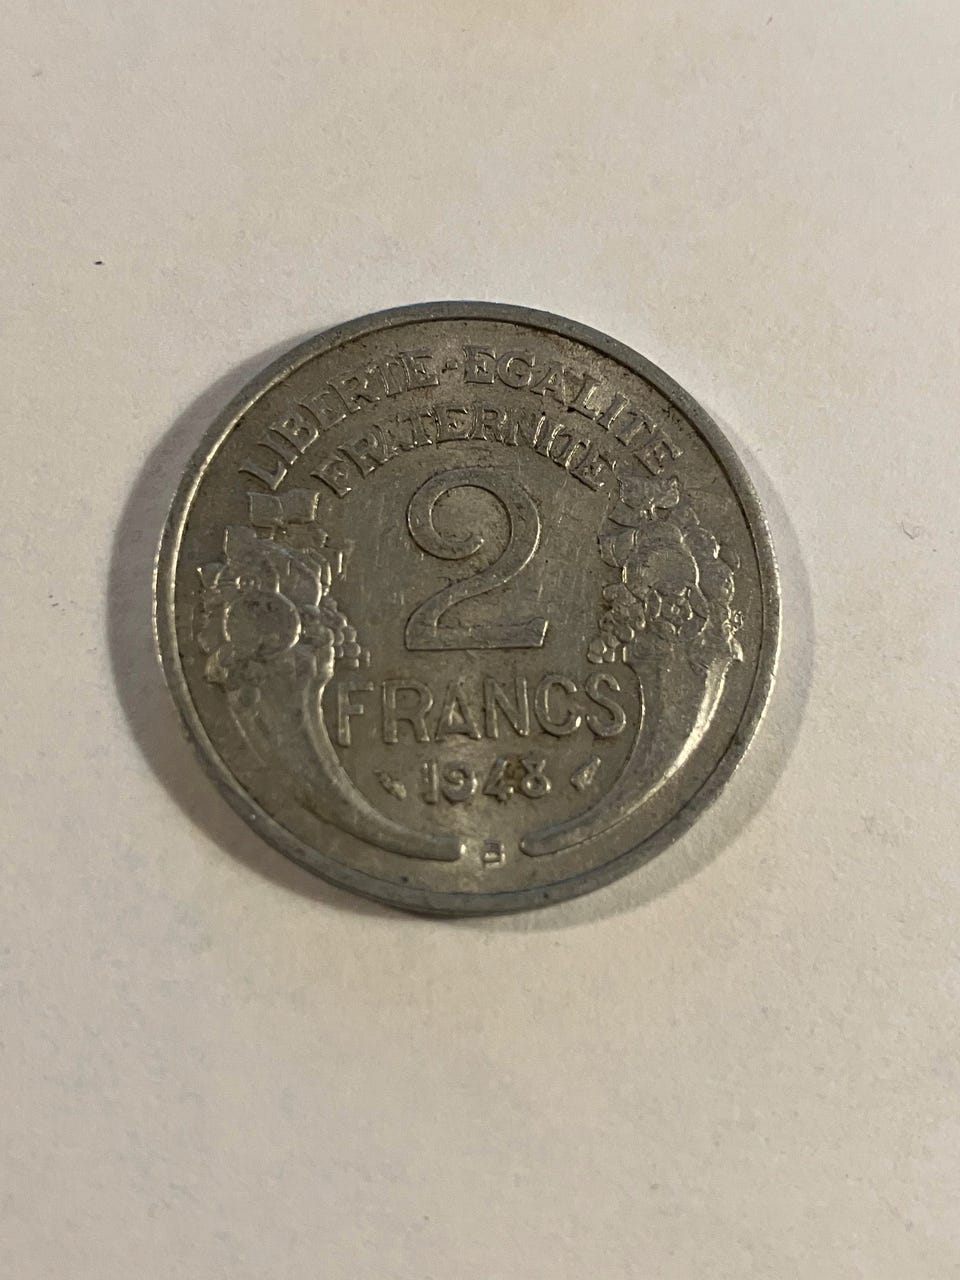 LIBERTE·EGALITE
FRATERNITE
2
FRANCS
1948
B